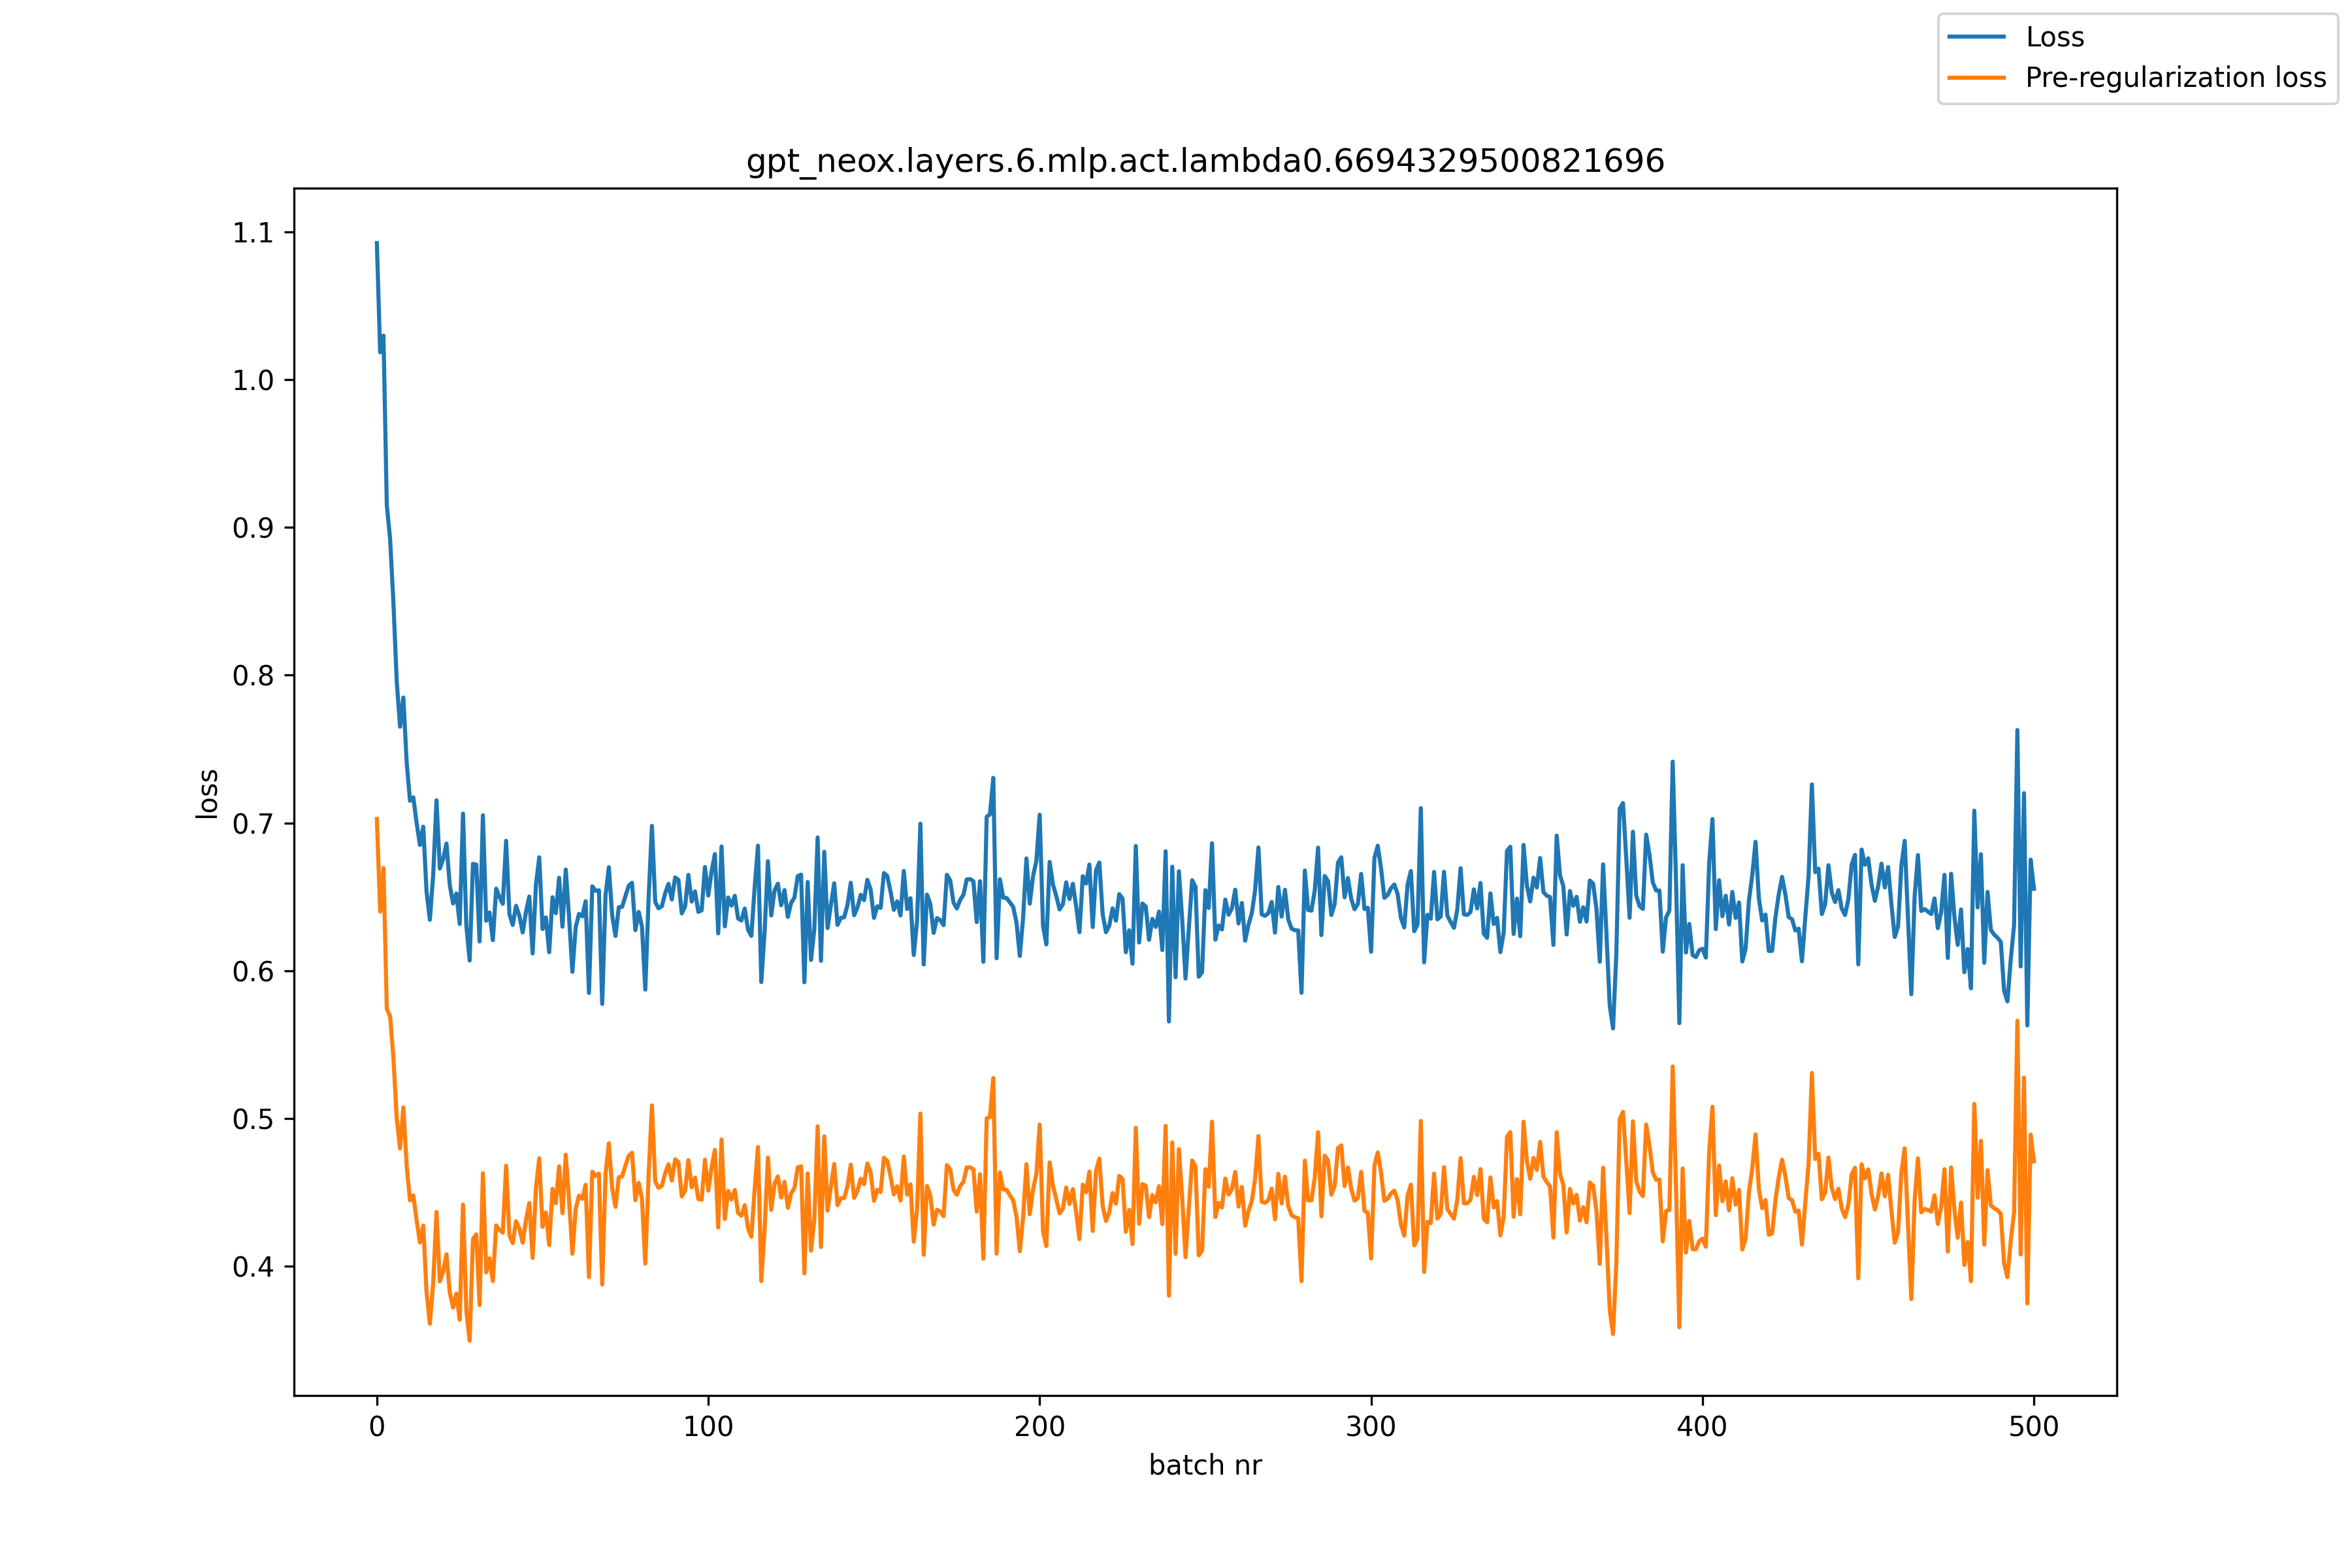 Loss
Pre-regularization loss
gpt_neox.layers.6.mlp.act.lambda0.6694329500821696
1.1
1.0
0.9
0.8
0.7
0.6
0.5
0.4
loss
0 100 200 300 400 500
batch nr